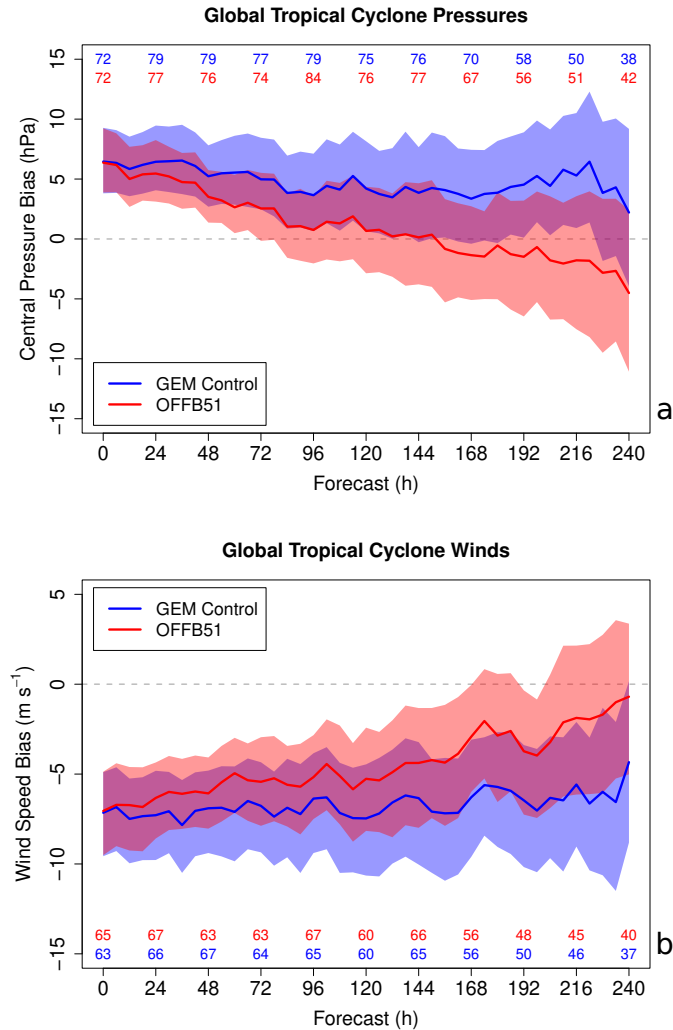 Global Tropical Cyclone Pressures
72 79 79 77 79 75 76 70 58 50 38
72 77 76 74 84 76 77 67 56 51 42
Central Pressure Bias (hPa)
15
10
5
0
−5
−10
−15
GEM Control
OFFB51
a
0 24 48 72 96 120 144 168 192 216 240
Forecast (h)
Global Tropical Cyclone Winds
Wind Speed Bias (m s⁻¹)
5
0
−5
−10
−15
GEM Control
OFFB51
65 67 63 63 67 60 66 56 48 45 40
63 66 67 64 65 60 65 56 50 46 37
b
0 24 48 72 96 120 144 168 192 216 240
Forecast (h)